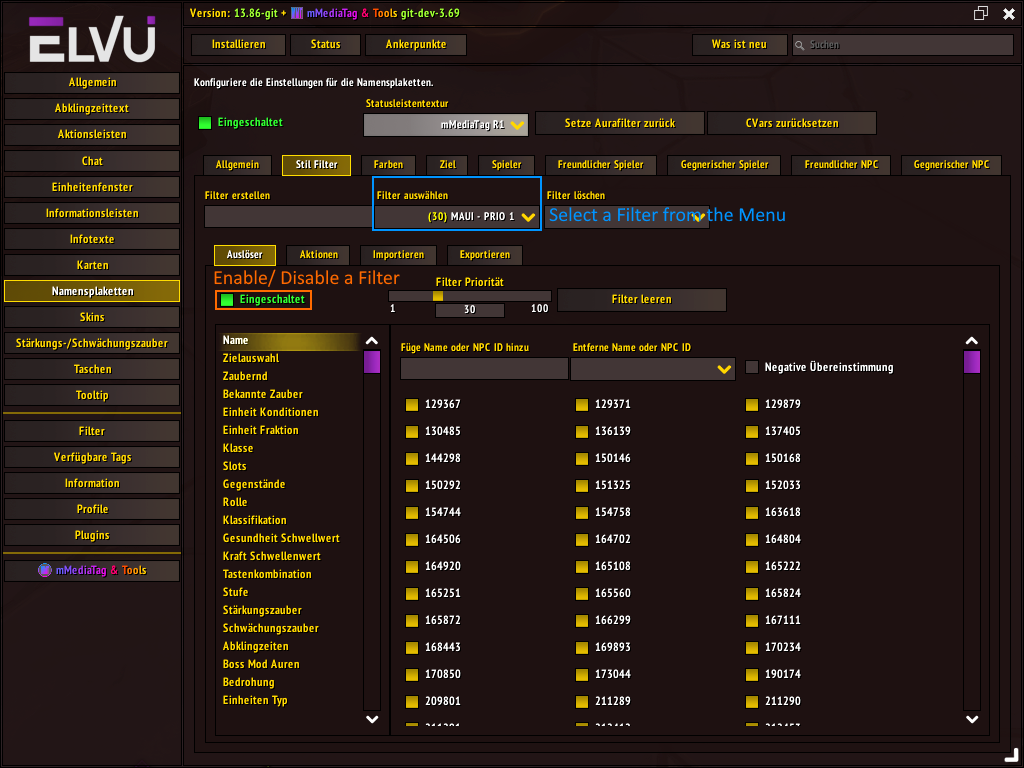 ELVUI
Version: 13.86-git + mMediaTag & Tools git-dev-3.69
Installieren Status Ankerpunkte Was ist neu Suchen
Allgemein
Abklingzeittext
Aktionsleisten
Chat
Einheitenfenster
Informationsleisten
Infotexte
Karten
Namensplaketten
Skins
Stärkungs-/Schwächungszauber
Taschen
Tooltip
Filter
Verfügbare Tags
Information
Profile
Plugins
mMediaTag & Tools
Konfiguriere die Einstellungen für die Namensplaketten.
Statusleistentextur
Eingeschaltet mMediaTag R1 Setze Aurafilter zurück CVars zurücksetzen
Allgemein Stil Filter Farben Ziel Spieler Freundlicher Spieler Gegnerischer Spieler Freundlicher NPC Gegnerischer NPC
Filter erstellen Filter auswählen Filter löschen
(30) MAUI - PRIO 1 Select a Filter from the Menu
Auslöser Aktionen Importieren Exportieren
Enable/ Disable a Filter
Filter Priorität
Eingeschaltet
1 30 100
Filter leeren
Name
Zielauswahl
Zaubernd
Bekannte Zauber
Einheit Konditionen
Einheit Fraktion
Klasse
Slots
Gegenstände
Rolle
Klassifikation
Gesundheit Schwellwert
Kraft Schwellenwert
Tastenkombination
Stufe
Stärkungszauber
Schwächungszauber
Abklingzeiten
Boss Mod Auren
Bedrohung
Einheiten Typ
Füge Name oder NPC ID hinzu Entferne Name oder NPC ID
Negative Übereinstimmung
129367 129371 129879
130485 136139 137405
144298 150146 150168
150292 151325 152033
154744 154758 163618
164506 164702 164804
164920 165108 165222
165251 165560 165824
165872 166299 167111
168443 169893 170234
170850 173044 190174
209801 211289 211290